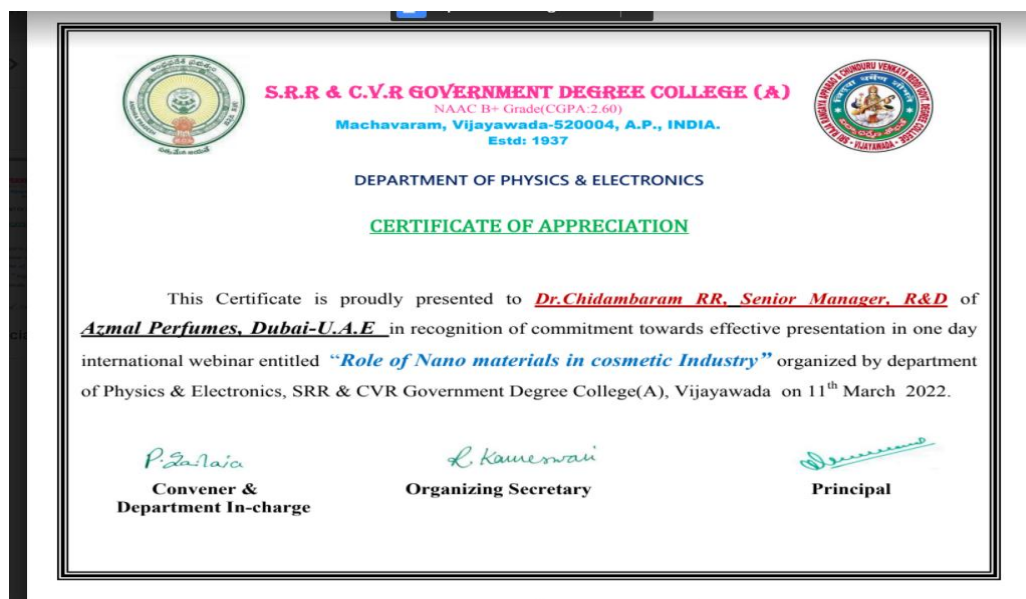 S.R.R & C.V.R GOVERNMENT DEGREE COLLEGE (A)
NAAC B+ Grade(CGPA:2.60)
Machavaram, Vijayawada-520004, A.P., INDIA.
Estd: 1937
DEPARTMENT OF PHYSICS & ELECTRONICS
CERTIFICATE OF APPRECIATION
This Certificate is proudly presented to Dr.Chidambaram RR, Senior Manager, R&D of
Azmal Perfumes, Dubai-U.A.E in recognition of commitment towards effective presentation in one day
international webinar entitled “Role of Nano materials in cosmetic Industry” organized by department
of Physics & Electronics, SRR & CVR Government Degree College(A), Vijayawada on 11th March 2022.
P. Sailaja
R. Kameswari
Convener &
Department In-charge
Organizing Secretary
Principal